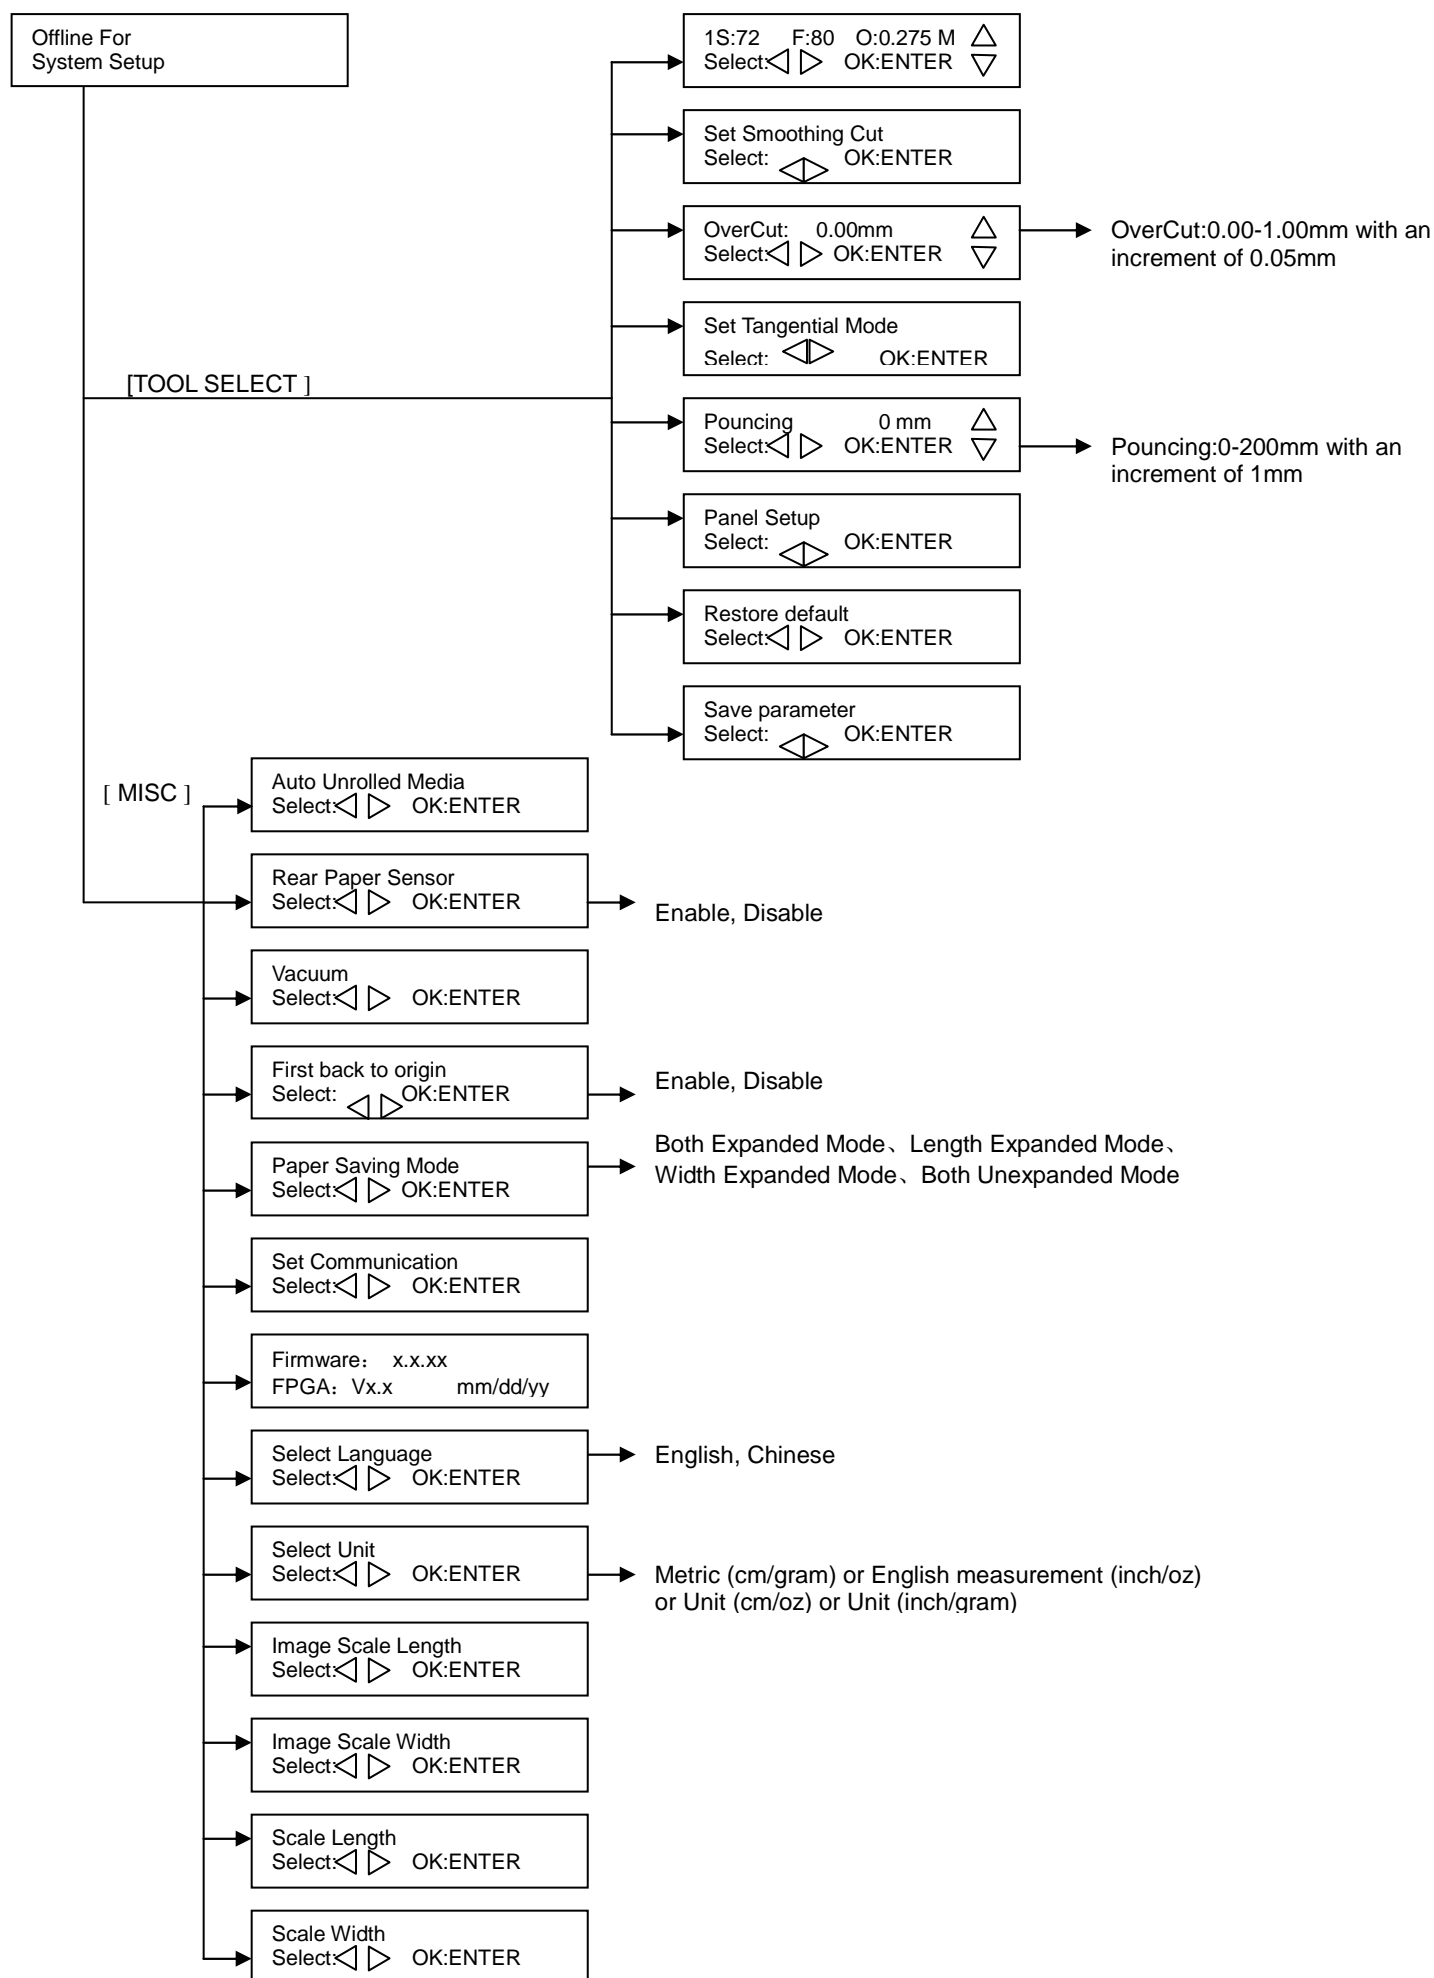 Offline For
System Setup
1S:72 F:80 O:0.275 M
Select: OK:ENTER
Set Smoothing Cut
Select: OK:ENTER
OverCut: 0.00mm
Select: OK:ENTER
OverCut:0.00-1.00mm with an
increment of 0.05mm
Set Tangential Mode
Select: OK:ENTER
[TOOL SELECT ]
Pouncing 0 mm
Select: OK:ENTER
Pouncing:0-200mm with an
increment of 1mm
Panel Setup
Select: OK:ENTER
Restore default
Select: OK:ENTER
Save parameter
Select: OK:ENTER
[ MISC ]
Auto Unrolled Media
Select: OK:ENTER
Rear Paper Sensor
Select: OK:ENTER
Enable, Disable
Vacuum
Select: OK:ENTER
First back to origin
Select: OK:ENTER
Enable, Disable
Paper Saving Mode
Select: OK:ENTER
Both Expanded Mode、Length Expanded Mode、
Width Expanded Mode、Both Unexpanded Mode
Set Communication
Select: OK:ENTER
Firmware： x.x.xx
FPGA：Vx.x mm/dd/yy
Select Language
Select: OK:ENTER
English, Chinese
Select Unit
Select: OK:ENTER
Metric (cm/gram) or English measurement (inch/oz)
or Unit (cm/oz) or Unit (inch/gram)
Image Scale Length
Select: OK:ENTER
Image Scale Width
Select: OK:ENTER
Scale Length
Select: OK:ENTER
Scale Width
Select: OK:ENTER